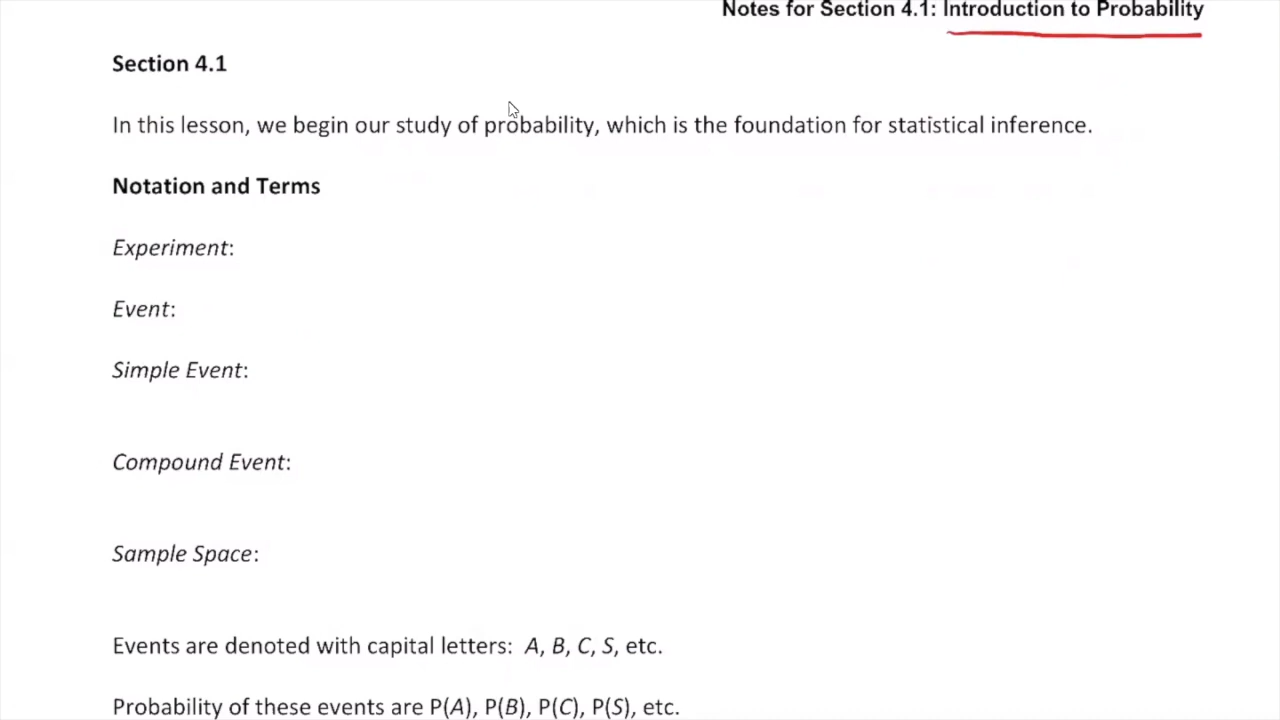 Notes for Section 4.1: Introduction to Probability
Section 4.1
In this lesson, we begin our study of probability, which is the foundation for statistical inference.
Notation and Terms
Experiment:
Event:
Simple Event:
Compound Event:
Sample Space:
Events are denoted with capital letters: A, B, C, S, etc.
Probability of these events are P(A), P(B), P(C), P(S), etc.